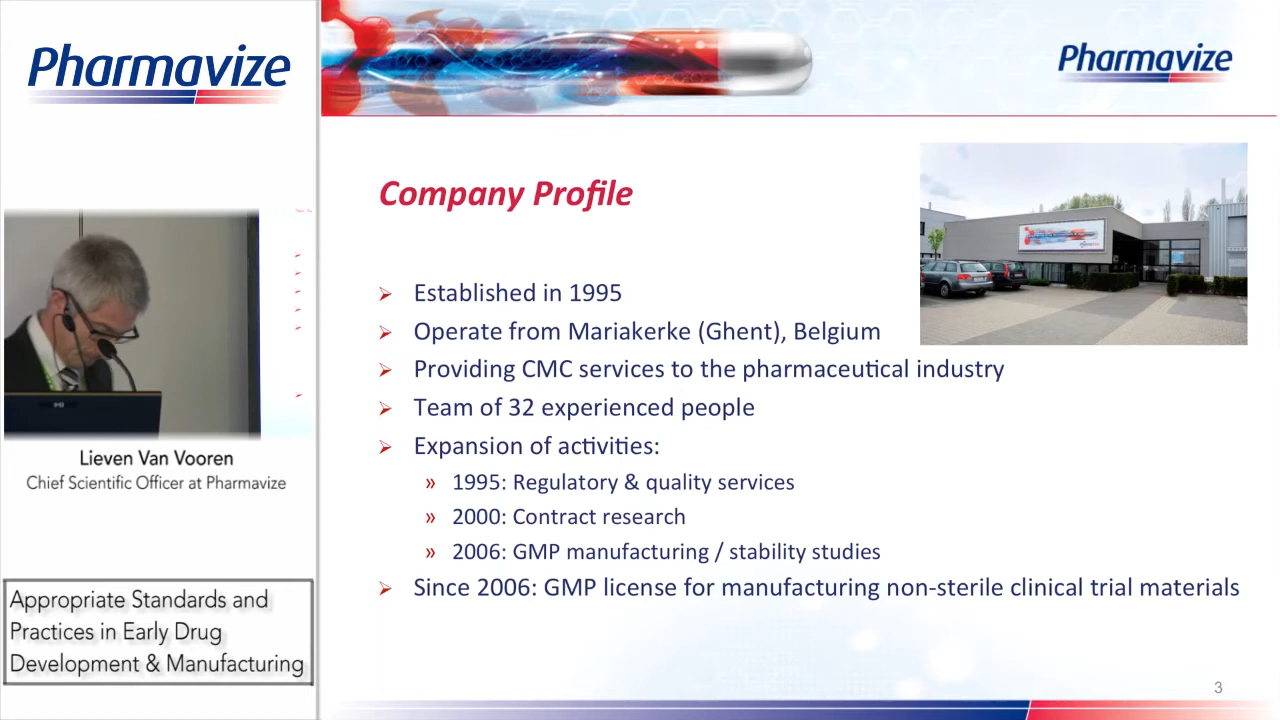 Pharmavize
Lieven Van Vooren
Chief Scientific Officer at Pharmavize
Appropriate Standards and
Practices in Early Drug
Development & Manufacturing
Pharmavize
Company Profile
Established in 1995
Operate from Mariakerke (Ghent), Belgium
Providing CMC services to the pharmaceutical industry
Team of 32 experienced people
Expansion of activities:
» 1995: Regulatory & quality services
» 2000: Contract research
» 2006: GMP manufacturing / stability studies
Since 2006: GMP license for manufacturing non-sterile clinical trial materials
3